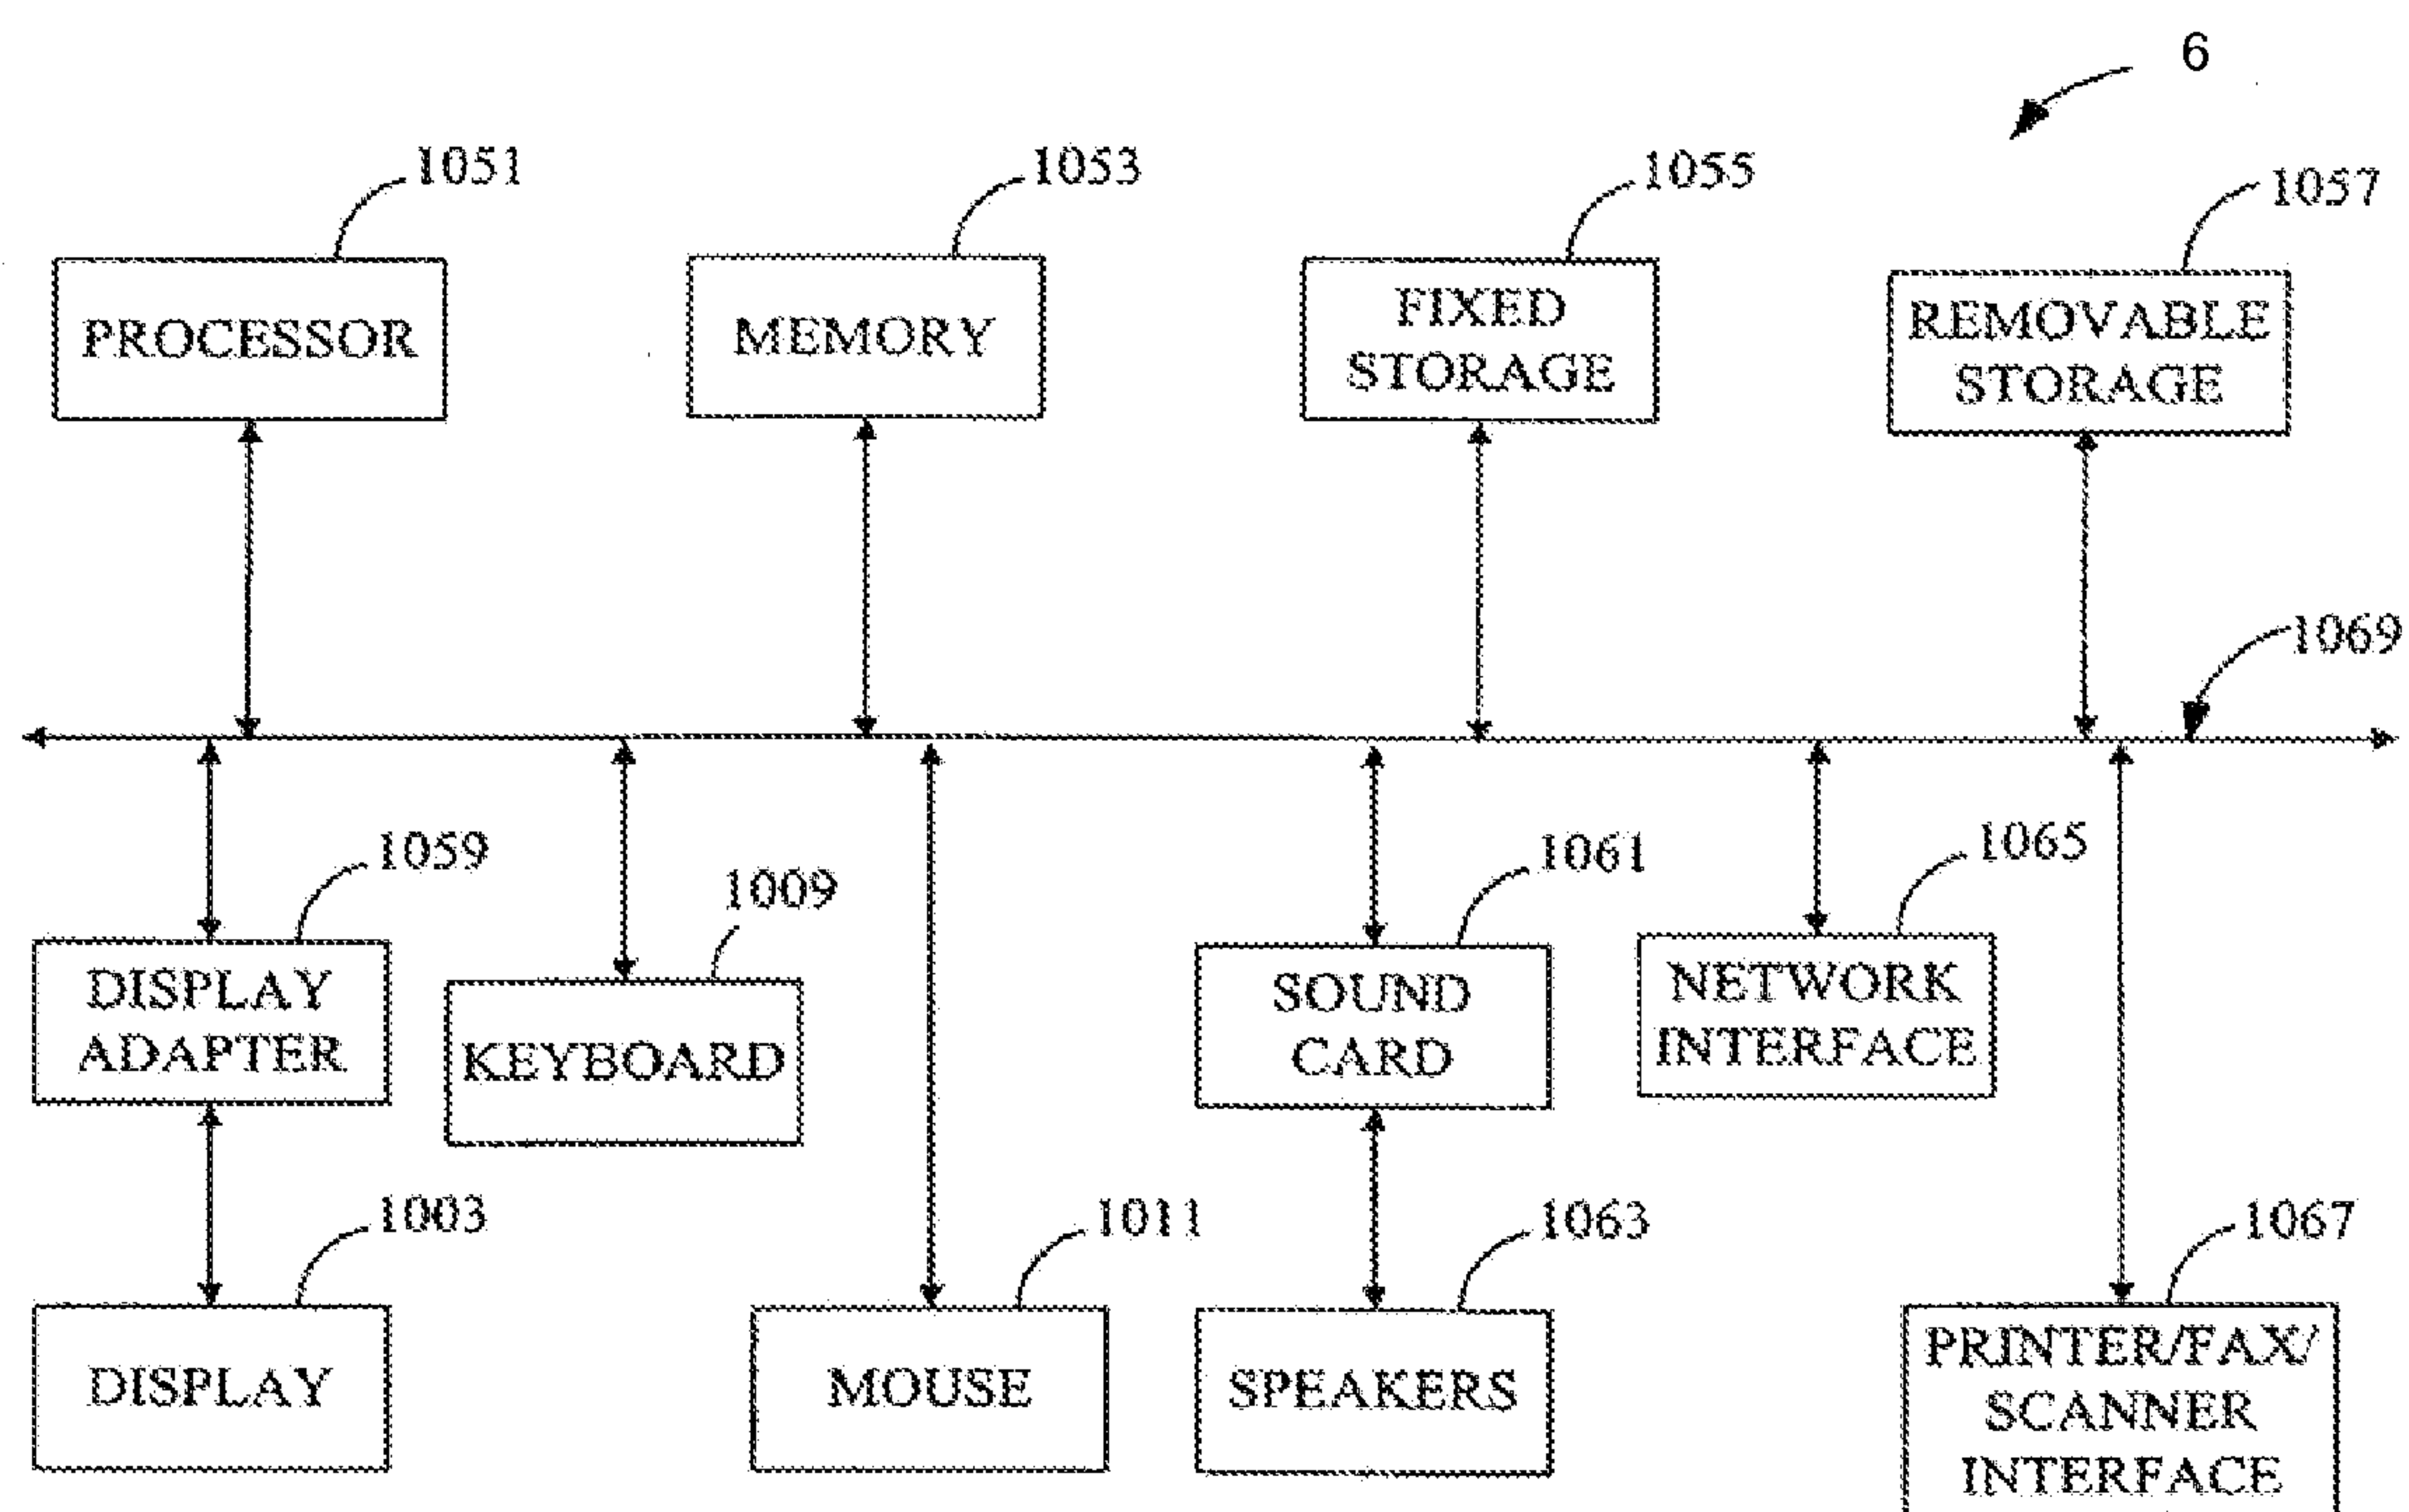 6
1051
1053
1055
1057
PROCESSOR
MEMORY
FIXED
STORAGE
REMOVABLE
STORAGE
1069
1059
1009
1061
1065
DISPLAY
ADAPTER
KEYBOARD
SOUND
CARD
NETWORK
INTERFACE
1003
1011
1063
1067
DISPLAY
MOUSE
SPEAKERS
PRINTER/FAX/
SCANNER
INTERFACE